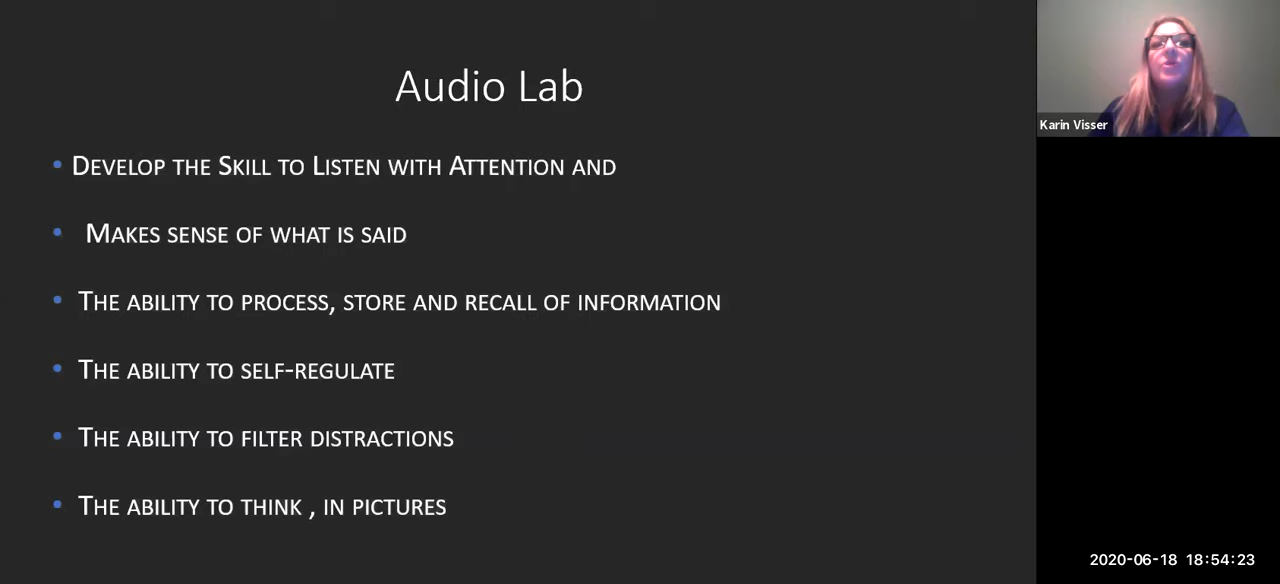 Audio Lab
• Develop the Skill to Listen with Attention and
• Makes sense of what is said
• The ability to process, store and recall of information
• The ability to self-regulate
• The ability to filter distractions
• The ability to think , in pictures
Karin Visser
2020-06-18 18:54:23